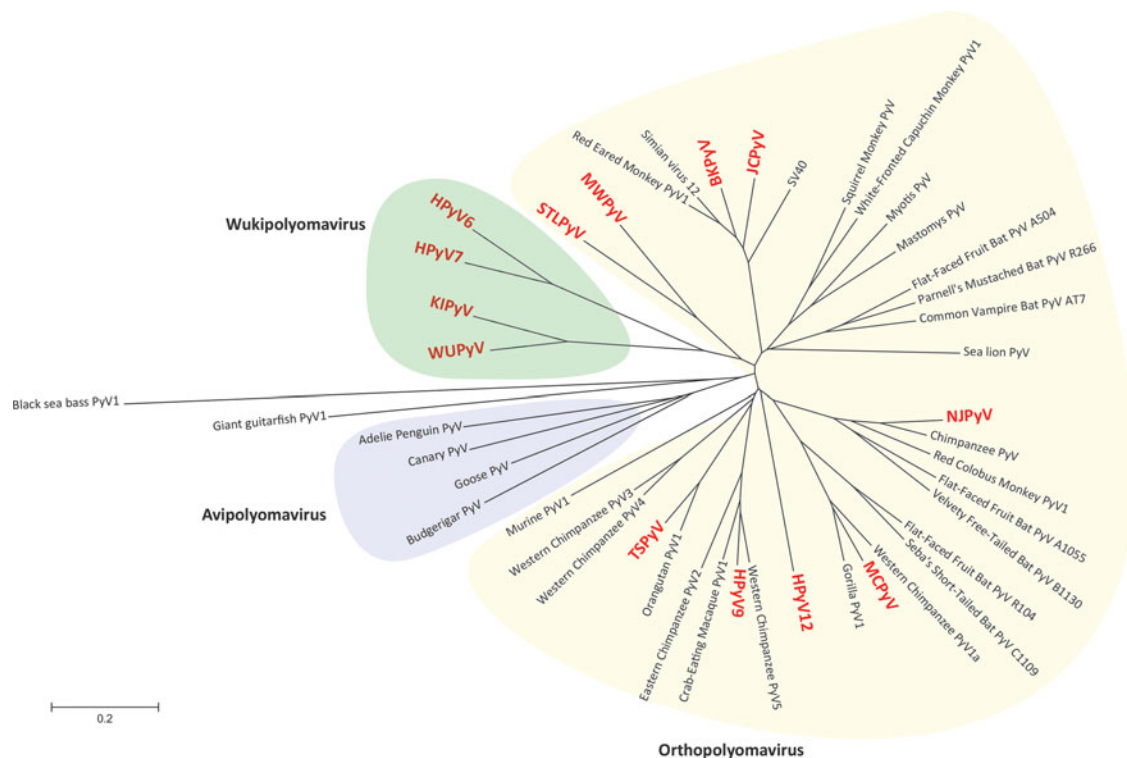 Wukipolyomavirus
HPyV6
HPyV7
KIPyV
WUPyV
STLPyV
MWPyV
Red Eared Monkey PyV1
Simian virus 12
BKPyV
JCPyV
SV40
Squirrel Monkey PyV
White-Fronted Capuchin Monkey PyV1
Myotis PyV
Mastomys PyV
Flat-Faced Fruit Bat PyV A504
Parnell's Mustached Bat PyV R266
Common Vampire Bat PyV AT7
Sea lion PyV
NJPyV
Chimpanzee PyV
Red Colobus Monkey PyV1
Flat-Faced Fruit Bat PyV A1055
Velvety Free-Tailed Bat PyV B1130
Flat-Faced Fruit Bat PyV R104
Seba's Short-Tailed Bat PyV C1109
Western Chimpanzee PyV1a
MCPyV
Gorilla PyV1
HPyV12
Western Chimpanzee PyV5
HPyV9
Crab-Eating Macaque PyV1
Eastern Chimpanzee PyV2
Orangutan PyV1
TSPyV
Western Chimpanzee PyV4
Western Chimpanzee PyV3
Murine PyV1
Black sea bass PyV1
Giant guitarfish PyV1
Adelie Penguin PyV
Canary PyV
Goose PyV
Budgerigar PyV
Avipolyomavirus
0.2
Orthopolyomavirus